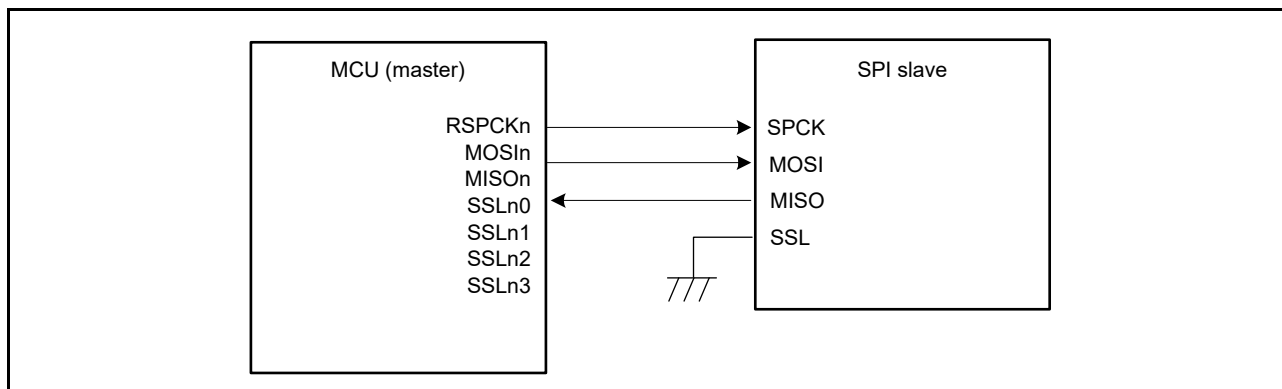 MCU (master)
RSPCKn
MOSIn
MISOn
SSLn0
SSLn1
SSLn2
SSLn3
SPI slave
SPCK
MOSI
MISO
SSL